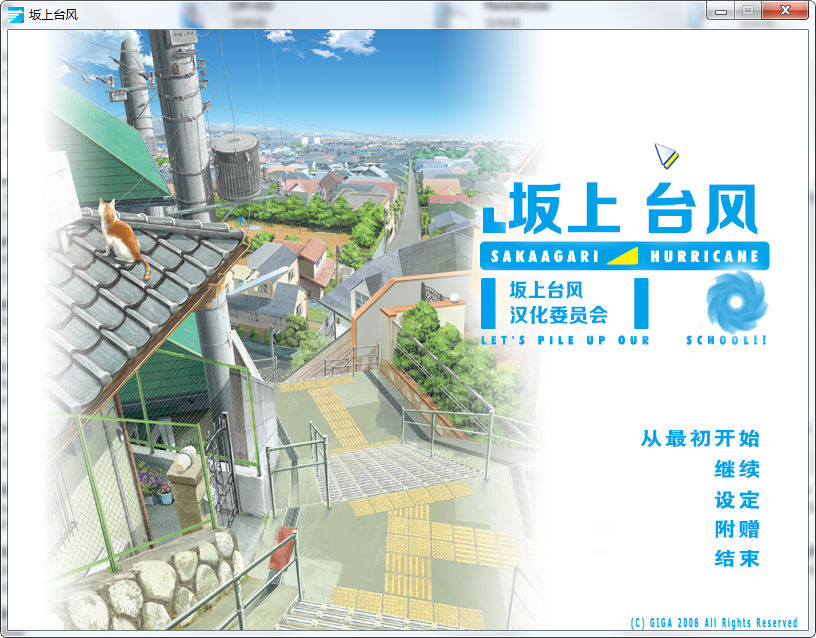 坂上台风
坂上台风
SAKAAGARI HURRICANE
坂上台风
汉化委员会
LET'S PILE UP OUR SCHOOL!!
从最初开始
继续
设定
附赠
结束
(C) GIGA 2008 All Rights Reserved